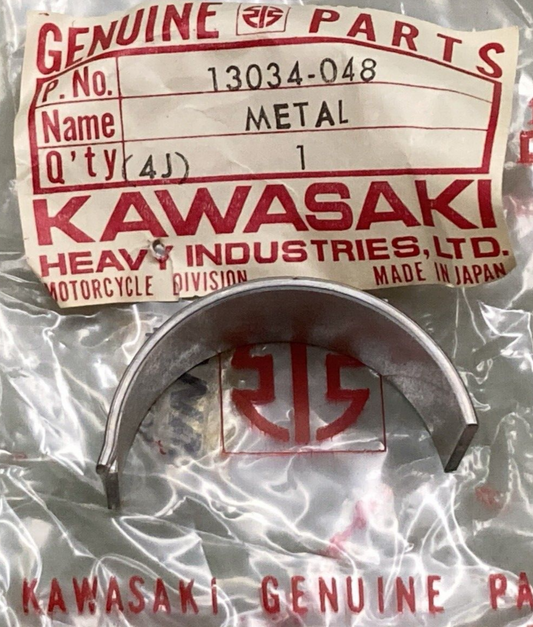 GENUINE PARTS
P. No. 13034-048
Name METAL
Q'ty (4J) 1
KAWASAKI
HEAVY INDUSTRIES, LTD.
MOTORCYCLE DIVISION MADE IN JAPAN
KAWASAKI GENUINE PA